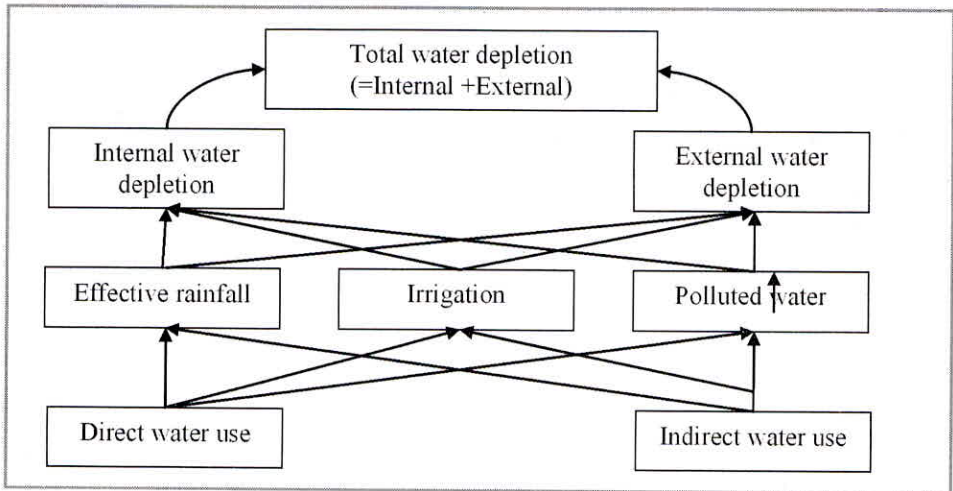 Total water depletion
(=Internal +External)
Internal water
depletion
External water
depletion
Effective rainfall
Irrigation
Polluted water
Direct water use
Indirect water use